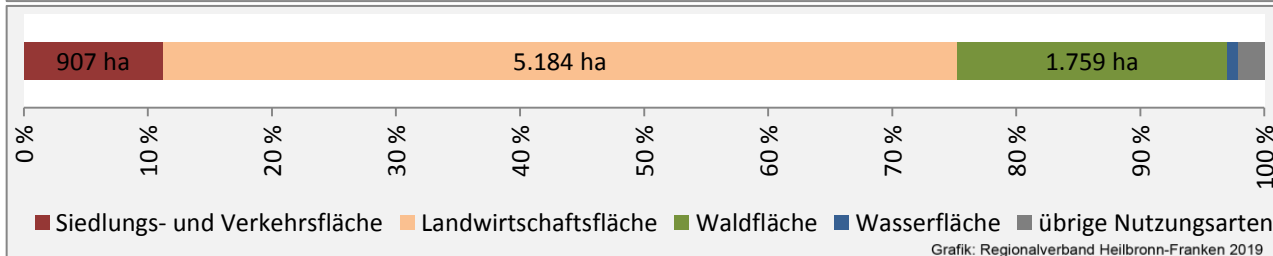 907 ha 5.184 ha 1.759 ha
0 % 10 % 20 % 30 % 40 % 50 % 60 % 70 % 80 % 90 % 100 %
Siedlungs- und Verkehrsfläche Landwirtschaftsfläche Waldfläche Wasserfläche übrige Nutzungsarten
Grafik: Regionalverband Heilbronn-Franken 2019